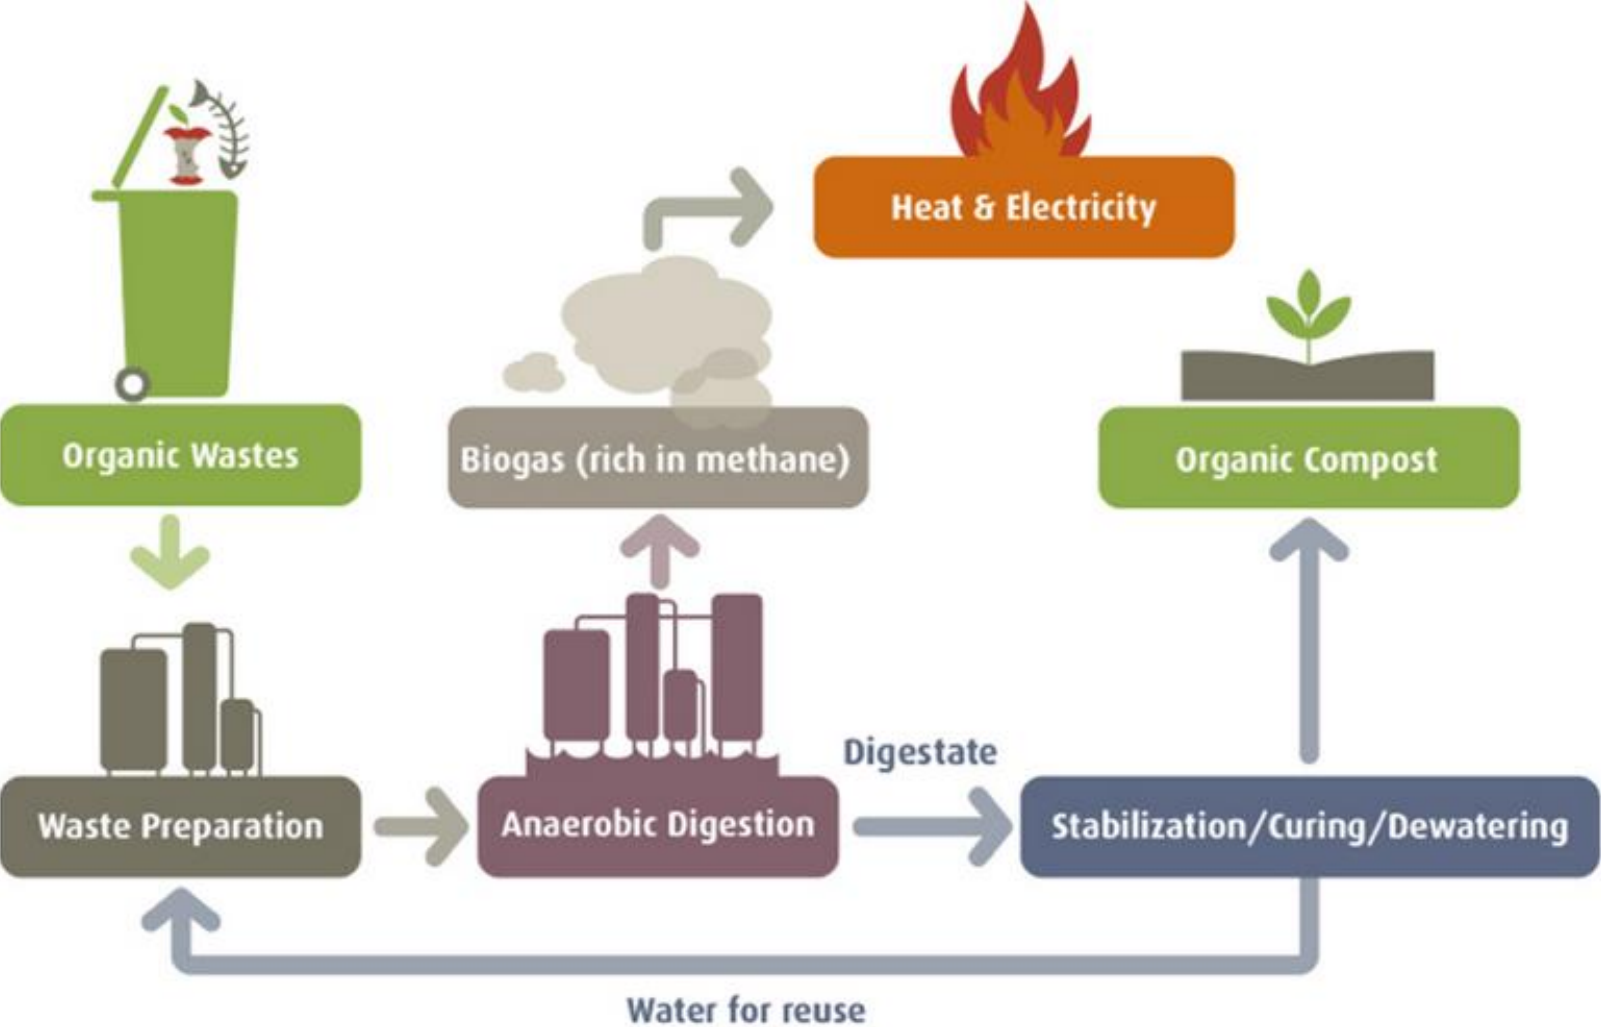 Heat & Electricity
Organic Wastes
Biogas (rich in methane)
Organic Compost
Digestate
Waste Preparation
Anaerobic Digestion
Stabilization/Curing/Dewatering
Water for reuse